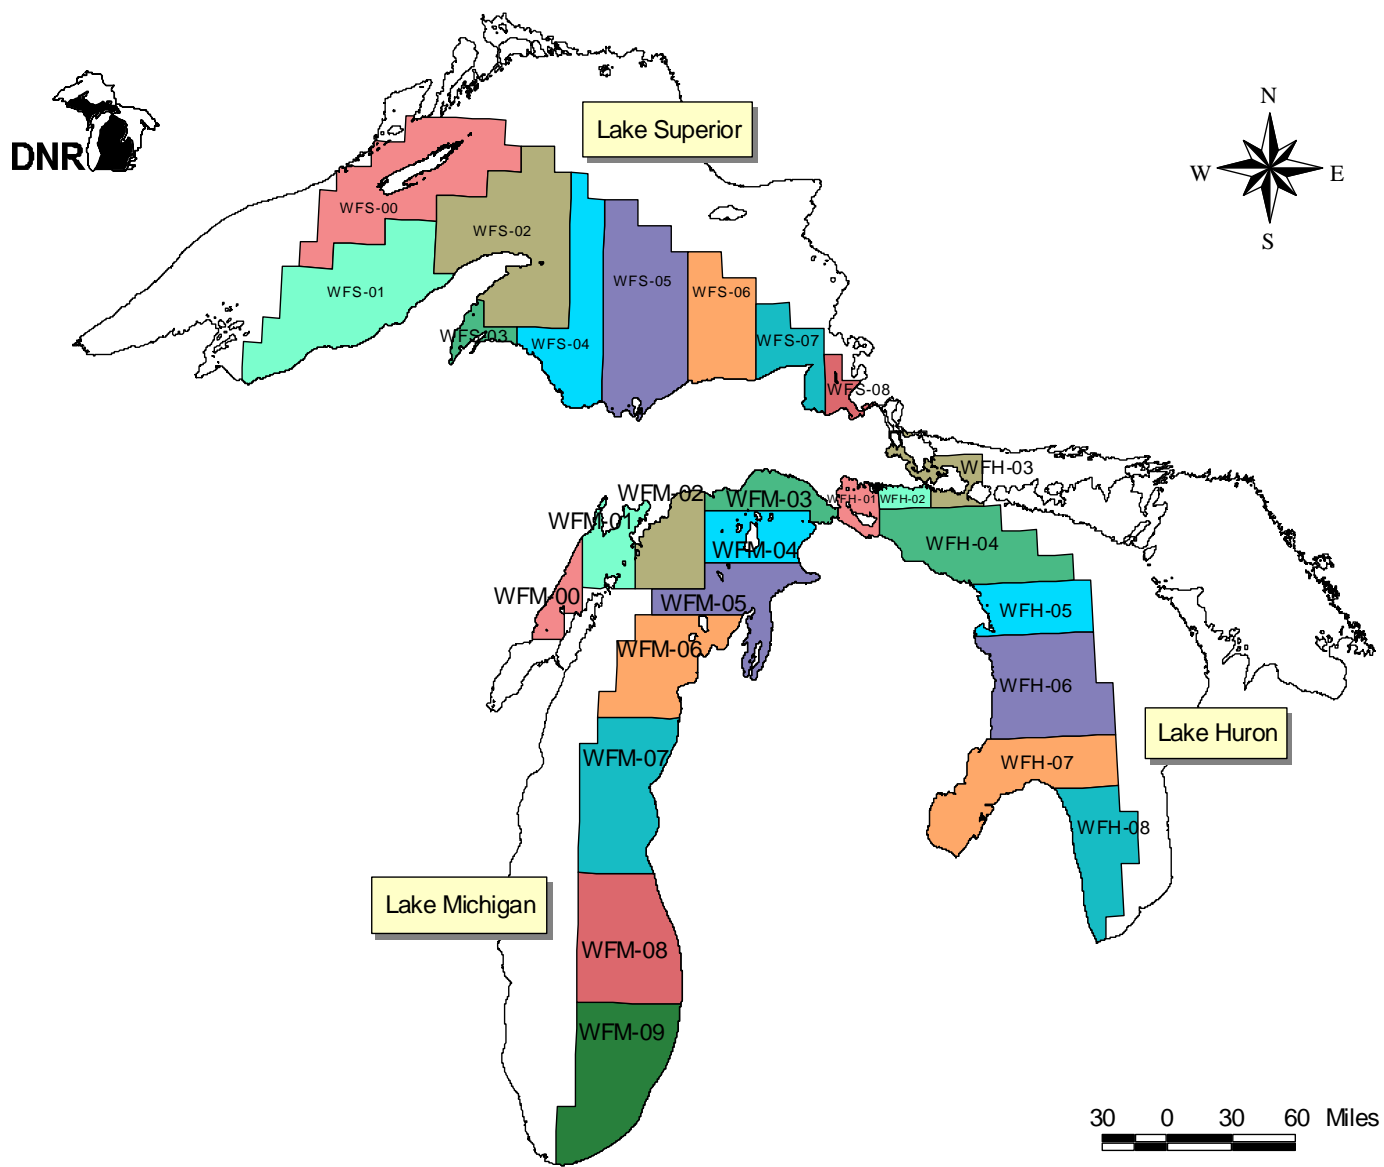 Lake Superior
N
W
E
S
DNR
WFS-00
WFS-02
WFS-01
WFS-05
WFS-06
WFS-03
WFS-04
WFS-07
WFS-08
WFH-03
WFM-02
WFM-03
WFH-01
WFH-02
WFM-01
WFM-04
WFH-04
WFM-00
WFM-05
WFH-05
WFM-06
WFH-06
Lake Huron
WFM-07
WFH-07
WFH-08
Lake Michigan
WFM-08
WFM-09
30 0 30 60 Miles